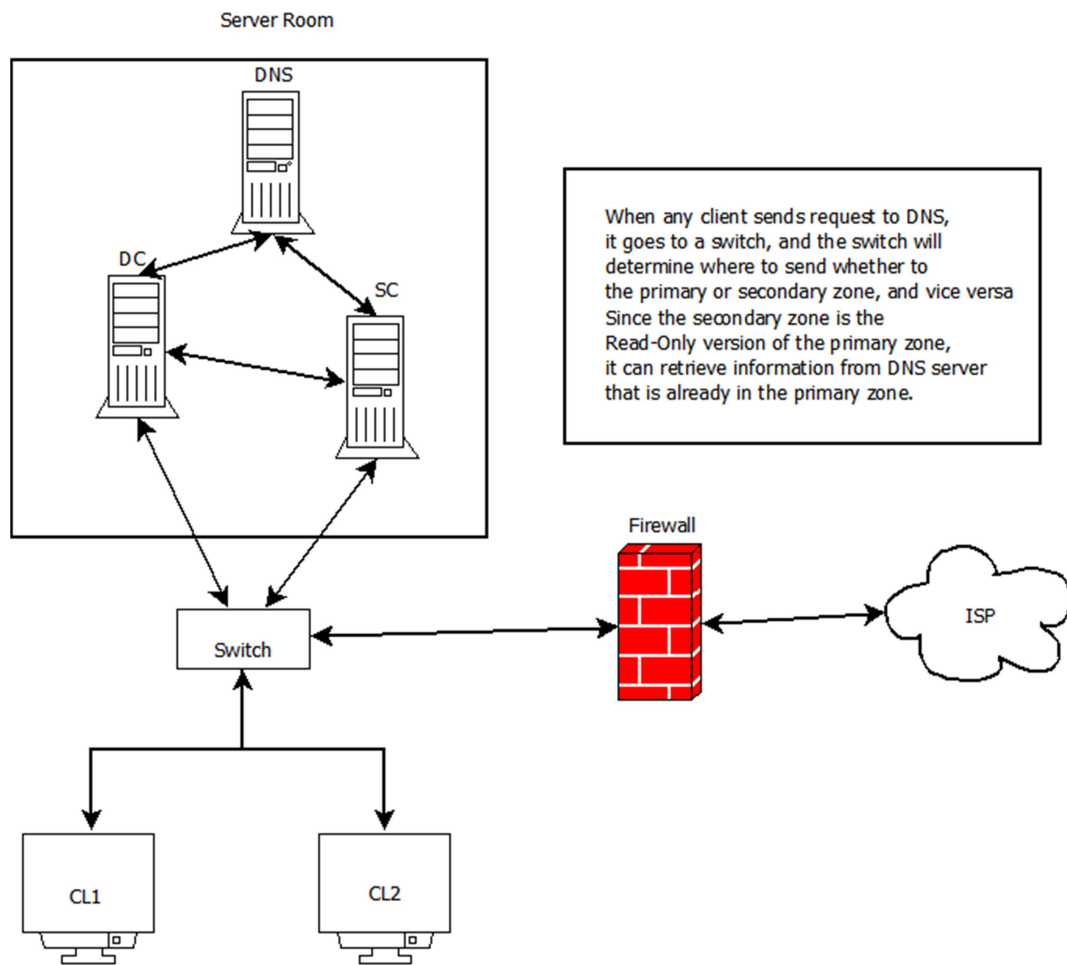 Server Room
DNS
DC
SC
When any client sends request to DNS,
it goes to a switch, and the switch will
determine where to send whether to
the primary or secondary zone, and vice versa
Since the secondary zone is the
Read-Only version of the primary zone,
it can retrieve information from DNS server
that is already in the primary zone.
Firewall
ISP
Switch
CL1
CL2